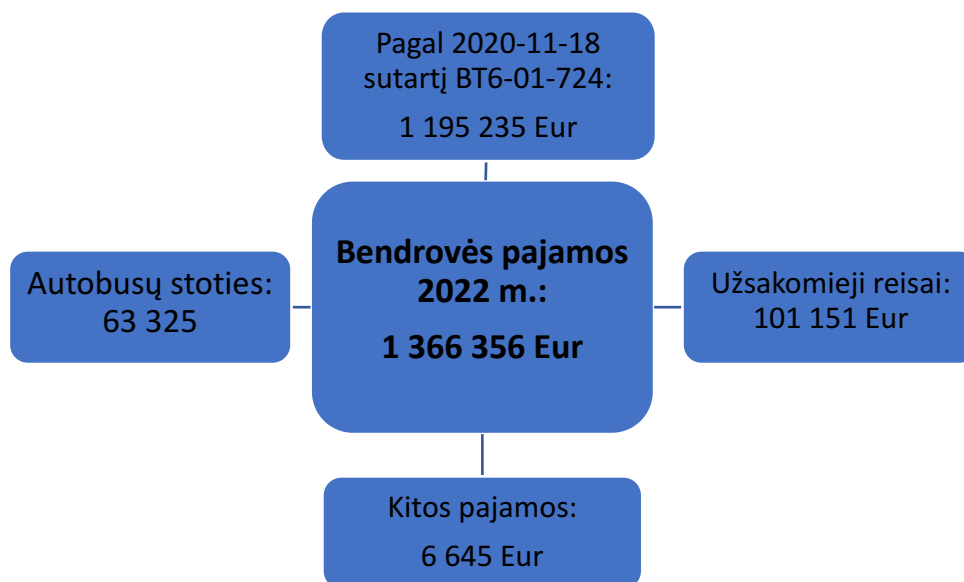 Pagal 2020-11-18
sutartį BT6-01-724:
1 195 235 Eur
Bendrovės pajamos
2022 m.:
1 366 356 Eur
Autobusų stoties:
63 325
Užsakomieji reisai:
101 151 Eur
Kitos pajamos:
6 645 Eur